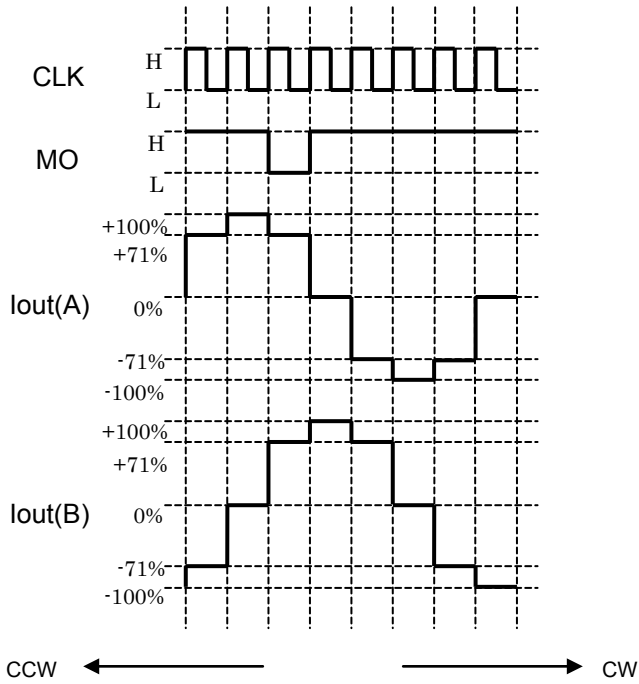 CLK
H
L
MO
H
L
Iout(A)
+100%
+71%
0%
-71%
-100%
Iout(B)
+100%
+71%
0%
-71%
-100%
CCW
CW